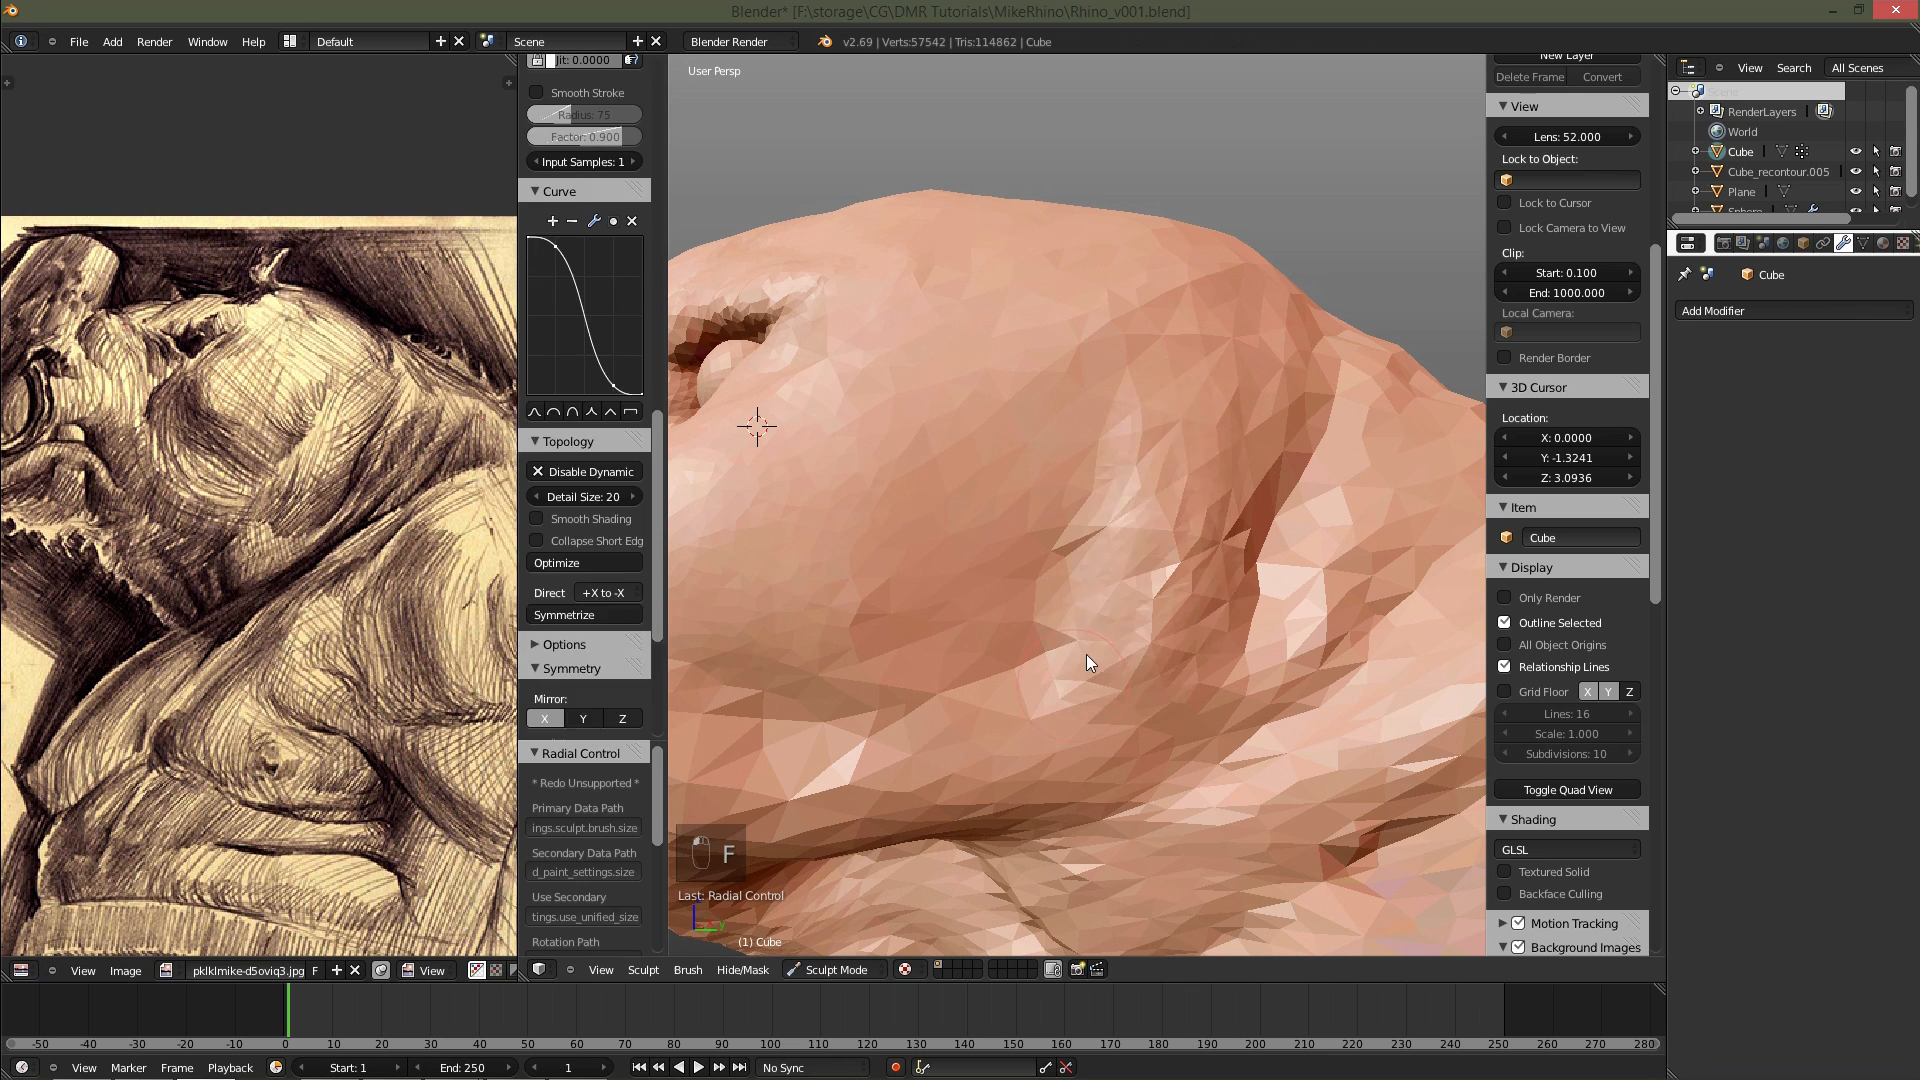 Blender* [F:\storage\CG\DMR Tutorials\MikeRhino\Rhino_v001.blend]
File Add Render Window Help Default Scene Blender Render v2.69 | Verts:57542 | Tris:114862 | Cube
Jit: 0.0000
Smooth Stroke
Radius: 75
Factor: 0.900
Input Samples: 1
Curve
Topology
Disable Dynamic
Detail Size: 20
Smooth Shading
Collapse Short Edg
Optimize
Direct +X to -X
Symmetrize
Options
Symmetry
Mirror:
X Y Z
Radial Control
* Redo Unsupported *
Primary Data Path
ings.sculpt.brush.size
Secondary Data Path
d_paint_settings.size
Use Secondary
tings.use_unified_size
Rotation Path
User Persp
F
Last: Radial Control
(1) Cube
New Layer
Delete Frame Convert
View
Lens: 52.000
Lock to Object:
Lock to Cursor
Lock Camera to View
Clip:
Start: 0.100
End: 1000.000
Local Camera:
Render Border
3D Cursor
Location:
X: 0.0000
Y: -1.3241
Z: 3.0936
Item
Cube
Display
Only Render
Outline Selected
All Object Origins
Relationship Lines
Grid Floor X Y Z
Lines: 16
Scale: 1.000
Subdivisions: 10
Toggle Quad View
Shading
GLSL
Textured Solid
Backface Culling
Motion Tracking
Background Images
View Search All Scenes
RenderLayers
World
Cube
Cube_recontour.005
Plane
Sphere
Cube
Add Modifier
View Image pklklmike-d5oviq3.jpg F View
View Sculpt Brush Hide/Mask Sculpt Mode
-50 -40 -30 -20 -10 0 10 20 30 40 50 60 70 80 90 100 110 120 130 140 150 160 170 180 190 200 210 220 230 240 250 260 270 280
View Marker Frame Playback Start: 1 End: 250 1 No Sync